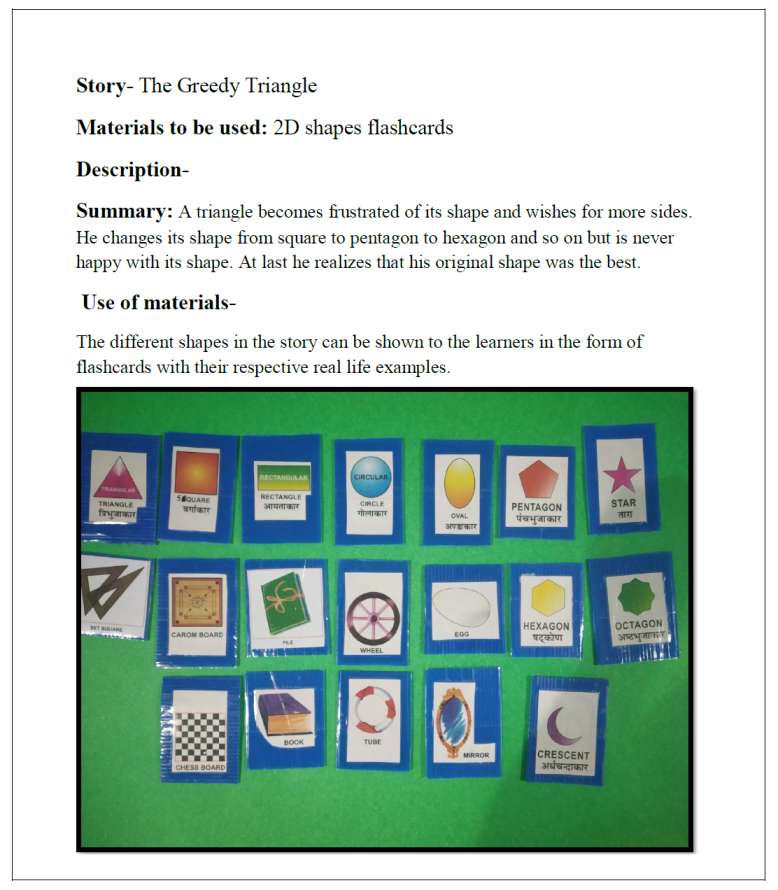 Story- The Greedy Triangle
Materials to be used: 2D shapes flashcards
Description-
Summary: A triangle becomes frustrated of its shape and wishes for more sides.
He changes its shape from square to pentagon to hexagon and so on but is never
happy with its shape. At last he realizes that his original shape was the best.
Use of materials-
The different shapes in the story can be shown to the learners in the form of
flashcards with their respective real life examples.
TRIANGULAR
TRIANGLE
त्रिभुजाकार
SQUARE
वर्गाकार
RECTANGULAR
RECTANGLE
आयताकार
CIRCULAR
CIRCLE
गोलाकार
OVAL
अण्डाकार
PENTAGON
पंचभुजाकार
STAR
तारा
SET SQUARE
CAROM BOARD
FILE
WHEEL
EGG
HEXAGON
षट्कोण
OCTAGON
अष्टभुजाकार
CHESS BOARD
BOOK
TUBE
MIRROR
CRESCENT
अर्धचन्द्राकार